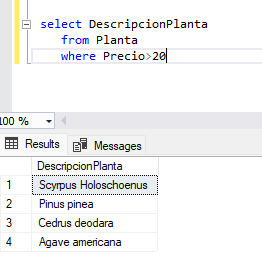 select DescripcionPlanta
from Planta
where Precio>20
100 %
Results
Messages
DescripcionPlanta
1 Scyrpus Holoschoenus
2 Pinus pinea
3 Cedrus deodara
4 Agave americana